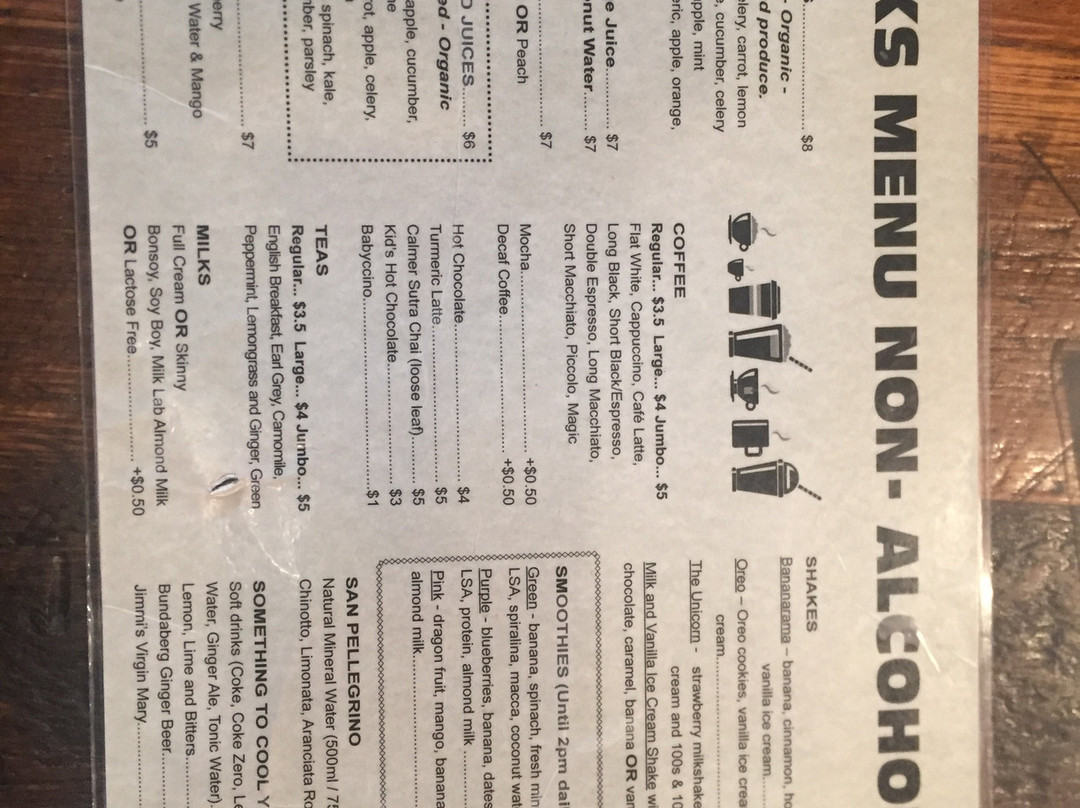 KS MENU NON- ALCOHO
$8
- Organic -
d produce.
elery, carrot, lemon
e, cucumber, celery
apple, mint
eric, apple, orange,
e Juice.......... $7
nut Water....... $7
OR Peach
$7
D JUICES........ $6
ed - Organic
apple, cucumber,
ne
rot, apple, celery,
spinach, kale,
ber, parsley
$7
erry
Water & Mango
$5
COFFEE
Regular... $3.5 Large... $4 Jumbo... $5
Flat White, Cappuccino, Café Latte,
Long Black, Short Black/Espresso,
Double Espresso, Long Macchiato,
Short Macchiato, Piccolo, Magic
Mocha.................................... +$0.50
Decaf Coffee........................... +$0.50
Hot Chocolate.............................. $4
Turmeric Latte.............................. $5
Calmer Sutra Chai (loose leaf)......... $5
Kid's Hot Chocolate....................... $3
Babyccino.................................... $1
TEAS
Regular... $3.5 Large... $4 Jumbo... $5
English Breakfast, Earl Grey, Camomile,
Peppermint, Lemongrass and Ginger, Green
MILKS
Full Cream OR Skinny
Bonsoy, Soy Boy, Milk Lab Almond Milk
OR Lactose Free..................... +$0.50
SHAKES
Bananarama – banana, cinnamon, ho
vanilla ice cream
Oreo – Oreo cookies, vanilla ice crea
The Unicorn - strawberry milkshake
cream
cream and 100s & 10
Milk and Vanilla Ice Cream Shake wi
chocolate, caramel, banana OR van
SMOOTHIES (Until 2pm dai
Green - banana, spinach, fresh min
LSA, spiralina, macca, coconut wat
Purple - blueberries, banana, dates
LSA, protein, almond milk
Pink - dragon fruit, mango, banana
almond milk
SAN PELLEGRINO
Natural Mineral Water (500ml / 75
Chinotto, Limonata, Aranciata Ro
SOMETHING TO COOL Y
Soft drinks (Coke, Coke Zero, Le
Water, Ginger Ale, Tonic Water).
Lemon, Lime and Bitters
Bundaberg Ginger Beer
Jimmi's Virgin Mary